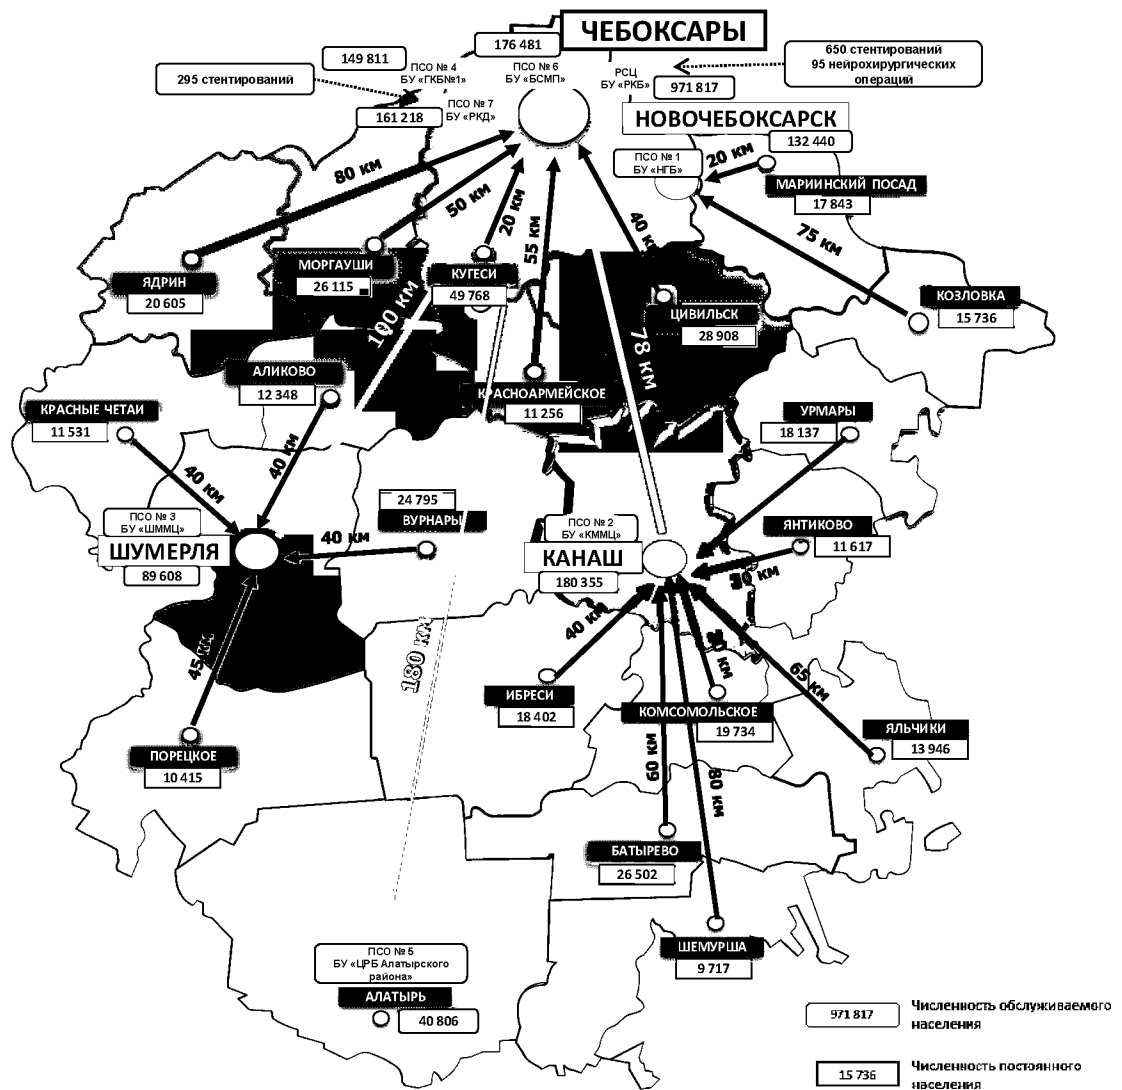 ЧЕБОКСАРЫ
176 481
149 811
ПСО № 4
БУ «ГКБ№1»
ПСО № 6
БУ «БСМП»
РСЦ
БУ «РКБ»
650 стентирований
95 нейрохирургических
операций
295 стентирований
971 817
161 218
ПСО № 7
БУ «РКД»
НОВОЧЕБОКСАРСК
132 440
ПСО № 1
БУ «НГБ»
20 км
МАРИИНСКИЙ ПОСАД
17 843
80 км
50 км
20 км
55 км
75 км
ЯДРИН
20 605
МОРГАУШИ
26 115
КУГЕСИ
49 768
ЦИВИЛЬСК
28 908
КОЗЛОВКА
15 736
100 км
78 км
АЛИКОВО
12 348
КРАСНОАРМЕЙСКОЕ
11 256
КРАСНЫЕ ЧЕТАИ
11 531
УРМАРЫ
18 137
40 км
40 км
24 795
ВУРНАРЫ
ПСО № 3
БУ «ШММЦ»
ШУМЕРЛЯ
89 608
40 км
ПСО № 2
БУ «КММЦ»
КАНАШ
180 355
ЯНТИКОВО
11 617
40 км
45 км
180 км
65 км
ИБРЕСИ
18 402
КОМСОМОЛЬСКОЕ
19 734
ЯЛЬЧИКИ
13 946
ПОРЕЦКОЕ
10 415
60 км
80 км
БАТЫРЕВО
26 502
ШЕМУРША
9 717
ПСО № 5
БУ «ЦРБ Алатырского
района»
АЛАТЫРЬ
40 806
971 817
Численность обслуживаемого
населения
15 736
Численность постоянного
населения